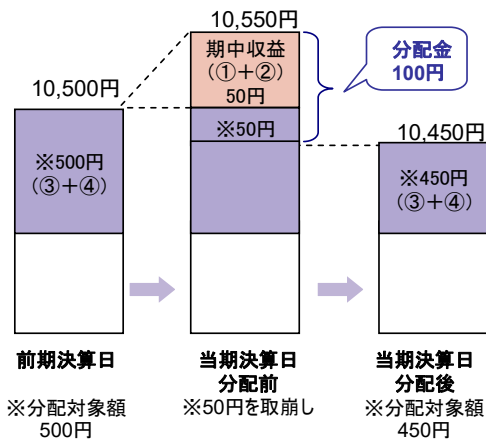 10,550円
期中収益
(①+②)
50円
分配金
100円
10,500円
※50円
10,450円
※500円
(③+④)
※450円
(③+④)
前期決算日
当期決算日
分配前
当期決算日
分配後
※分配対象額
500円
※50円を取崩し
※分配対象額
450円